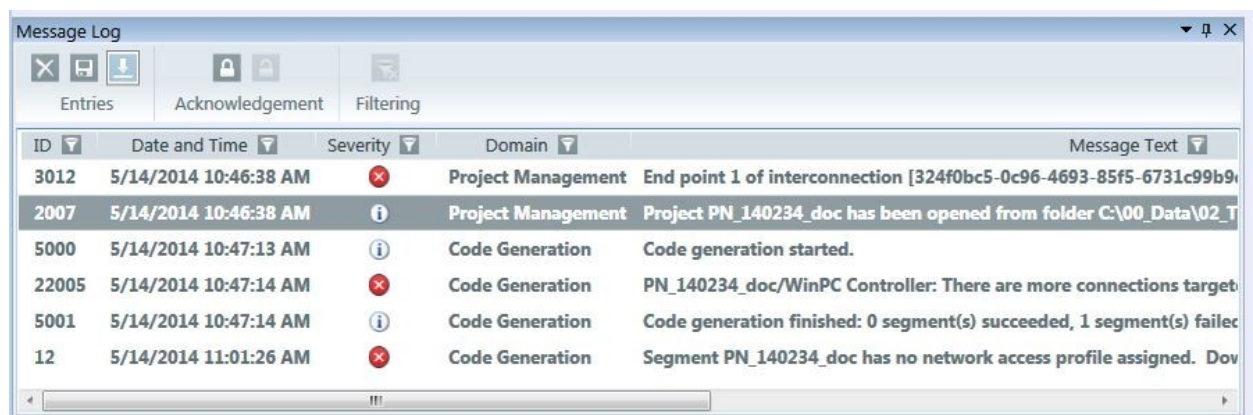 Message Log
Entries Acknowledgement Filtering
ID Date and Time Severity Domain Message Text
3012 5/14/2014 10:46:38 AM Project Management End point 1 of interconnection [324f0bc5-0c96-4693-85f5-6731c99b9
2007 5/14/2014 10:46:38 AM Project Management Project PN_140234_doc has been opened from folder C:\00_Data\02_T
5000 5/14/2014 10:47:13 AM Code Generation Code generation started.
22005 5/14/2014 10:47:14 AM Code Generation PN_140234_doc/WinPC Controller: There are more connections target
5001 5/14/2014 10:47:14 AM Code Generation Code generation finished: 0 segment(s) succeeded, 1 segment(s) failed
12 5/14/2014 11:01:26 AM Code Generation Segment PN_140234_doc has no network access profile assigned. Dow